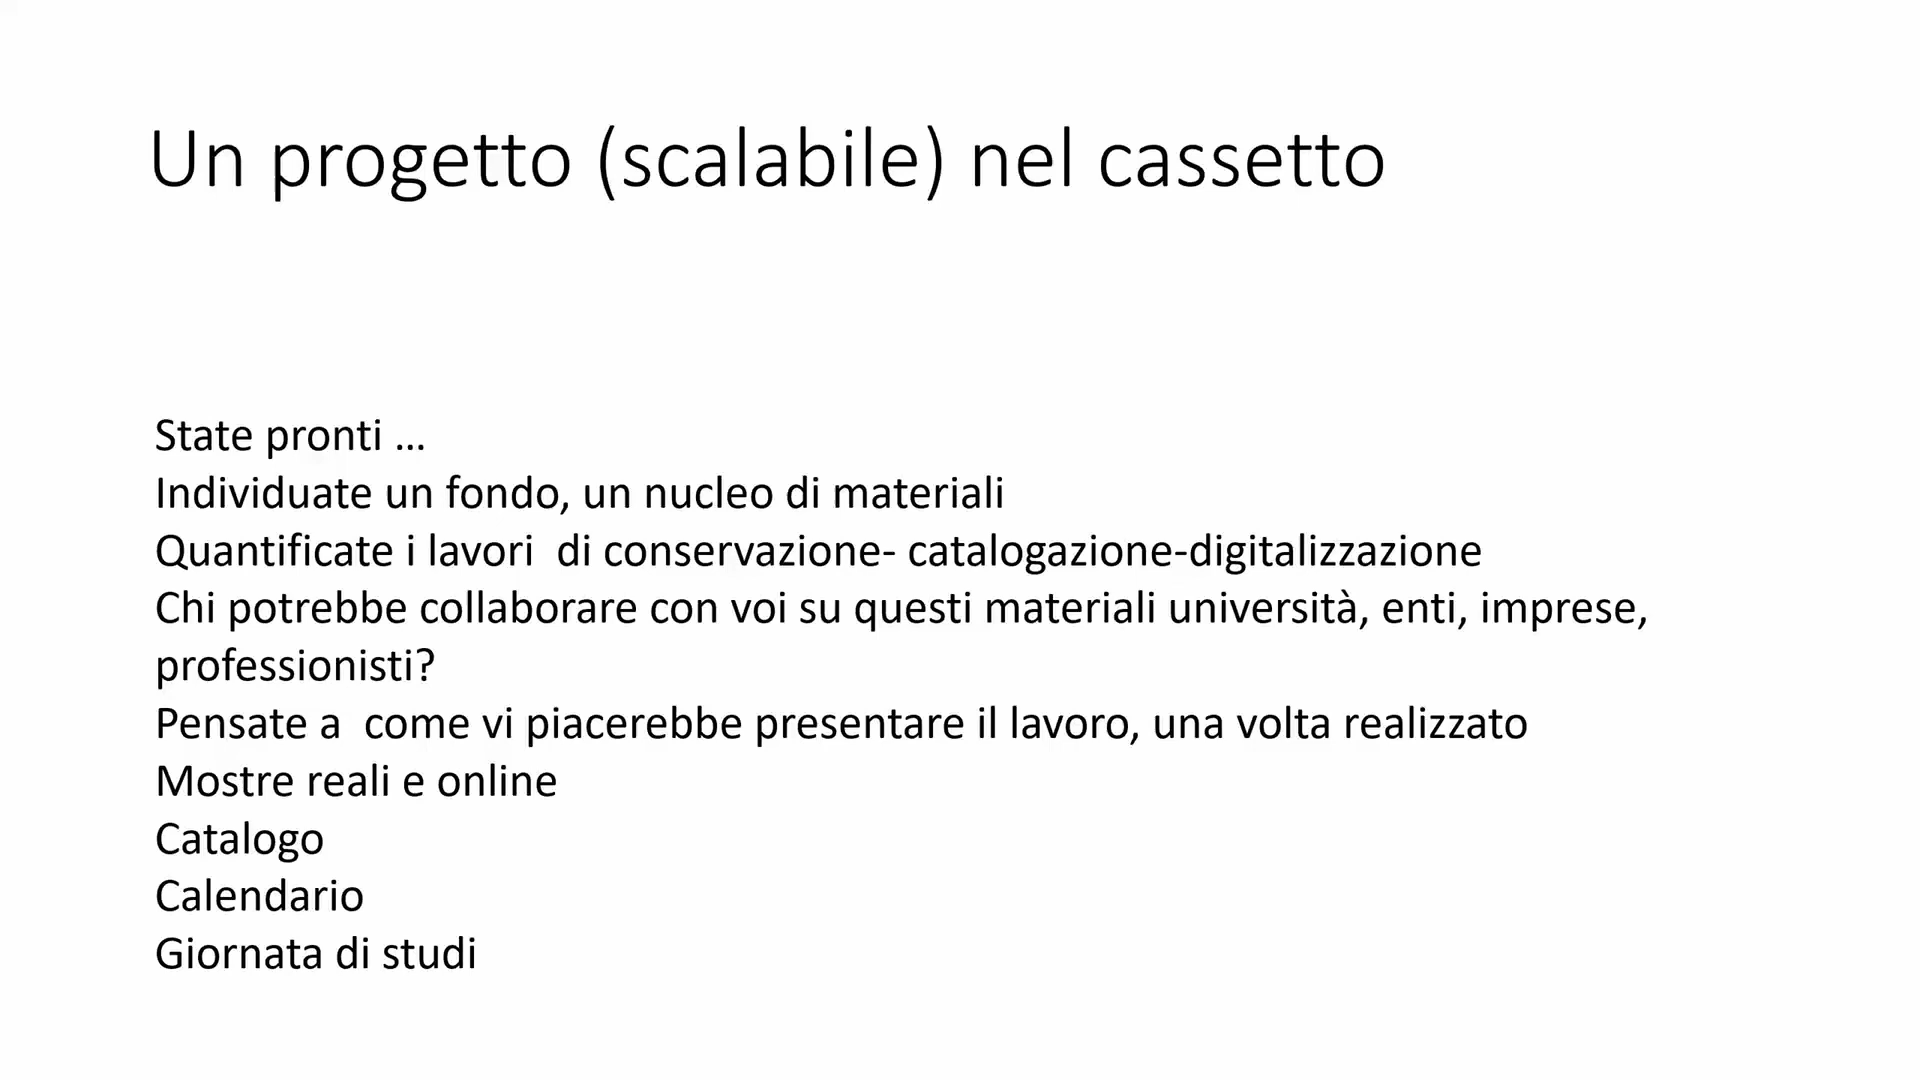 Un progetto (scalabile) nel cassetto
State pronti …
Individuate un fondo, un nucleo di materiali
Quantificate i lavori  di conservazione- catalogazione-digitalizzazione
Chi potrebbe collaborare con voi su questi materiali università, enti, imprese,
professionisti?
Pensate a  come vi piacerebbe presentare il lavoro, una volta realizzato
Mostre reali e online
Catalogo
Calendario
Giornata di studi